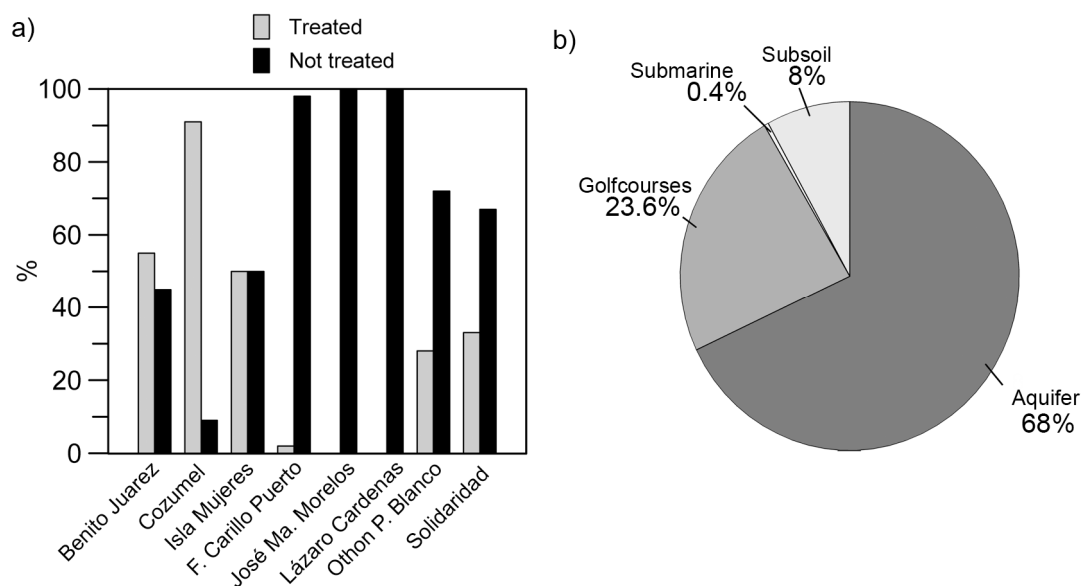 a)
Treated
Not treated
100
80
60
40
20
0
%
Benito Juarez
Cozumel
Isla Mujeres
F. Carillo Puerto
José Ma. Morelos
Lázaro Cardenas
Othon P. Blanco
Solidaridad
b)
Subsoil
8%
Submarine
0.4%
Golfcourses
23.6%
Aquifer
68%